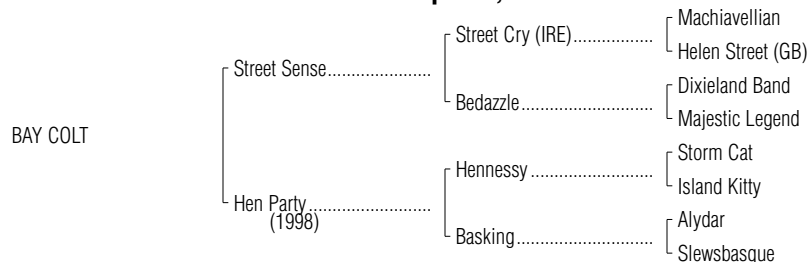 Machiavellian
Street Cry (IRE)..................
Helen Street (GB)
Street Sense.......................
Dixieland Band
Bedazzle.............................
Majestic Legend
BAY COLT
Storm Cat
Hennessy...........................
Island Kitty
Hen Party...........................
(1998)
Alydar
Basking...............................
Slewsbasque